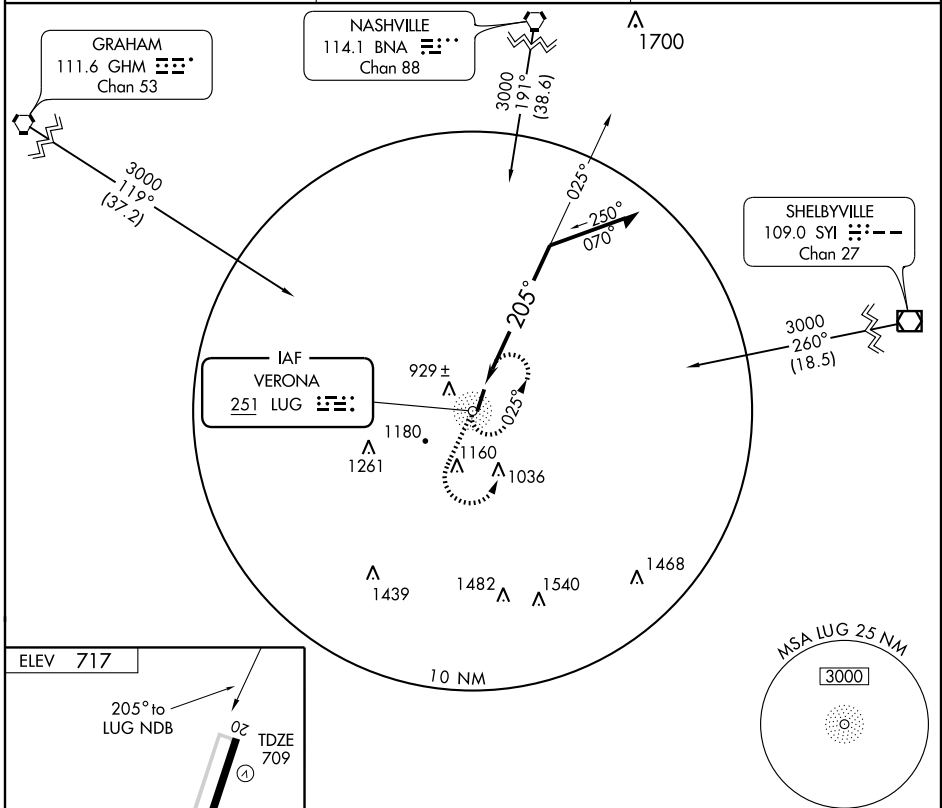 GRAHAM
111.6 GHM
Chan 53
NASHVILLE
114.1 BNA
Chan 88
1700
3000
191°
(38.6)
3000
119°
(37.2)
025°
250°
070°
SHELBYVILLE
109.0 SYI
Chan 27
205°
3000
260°
(18.5)
IAF
VERONA
251 LUG
929 ±
025°
1180
1261
1160
1036
1439
1482
1540
1468
10 NM
ELEV 717
205° to
LUG NDB
20
TDZE
709
A
MSA LUG 25 NM
3000